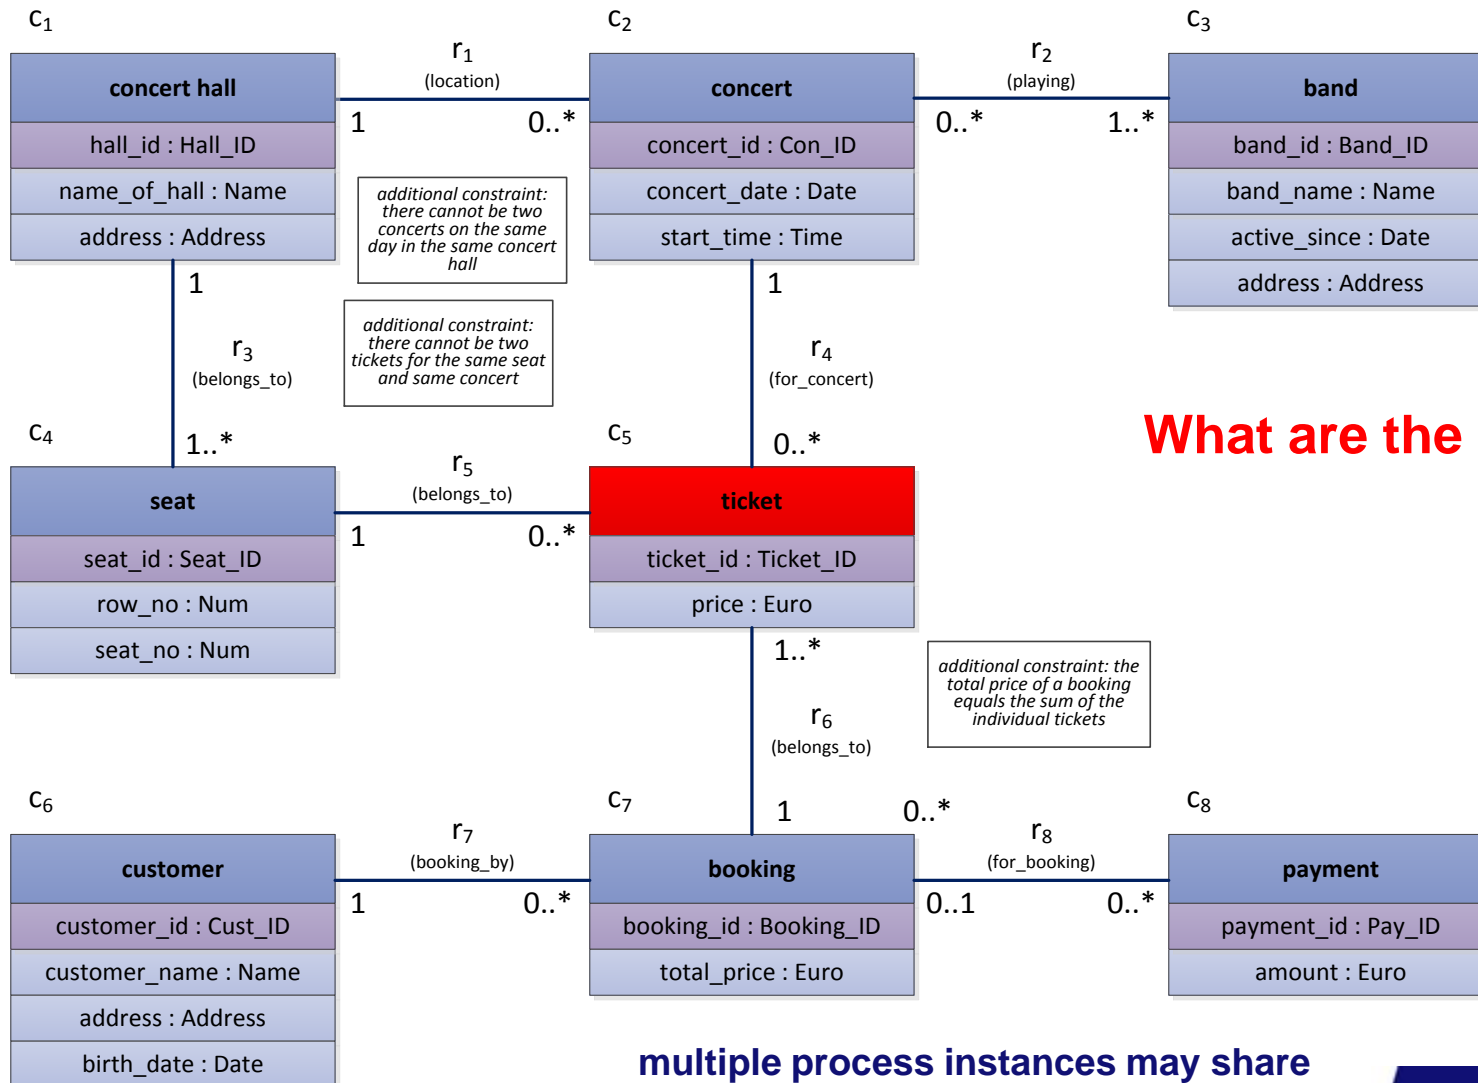 c1
concert hall
hall_id : Hall_ID
name_of_hall : Name
address : Address
r1
(location)
1
0..*
c2
concert
concert_id : Con_ID
concert_date : Date
start_time : Time
r2
(playing)
0..*
1..*
c3
band
band_id : Band_ID
band_name : Name
active_since : Date
address : Address
additional constraint:
there cannot be two
concerts on the same
day in the same concert
hall
additional constraint:
there cannot be two
tickets for the same seat
and same concert
1
r3
(belongs_to)
1..*
1
r4
(for_concert)
0..*
What are the
c4
seat
seat_id : Seat_ID
row_no : Num
seat_no : Num
r5
(belongs_to)
1
0..*
c5
ticket
ticket_id : Ticket_ID
price : Euro
1..*
r6
(belongs_to)
1
0..*
additional constraint: the
total price of a booking
equals the sum of the
individual tickets
c6
customer
customer_id : Cust_ID
customer_name : Name
address : Address
birth_date : Date
r7
(booking_by)
1
0..*
c7
booking
booking_id : Booking_ID
total_price : Euro
r8
(for_booking)
0..1
0..*
c8
payment
payment_id : Pay_ID
amount : Euro
multiple process instances may share